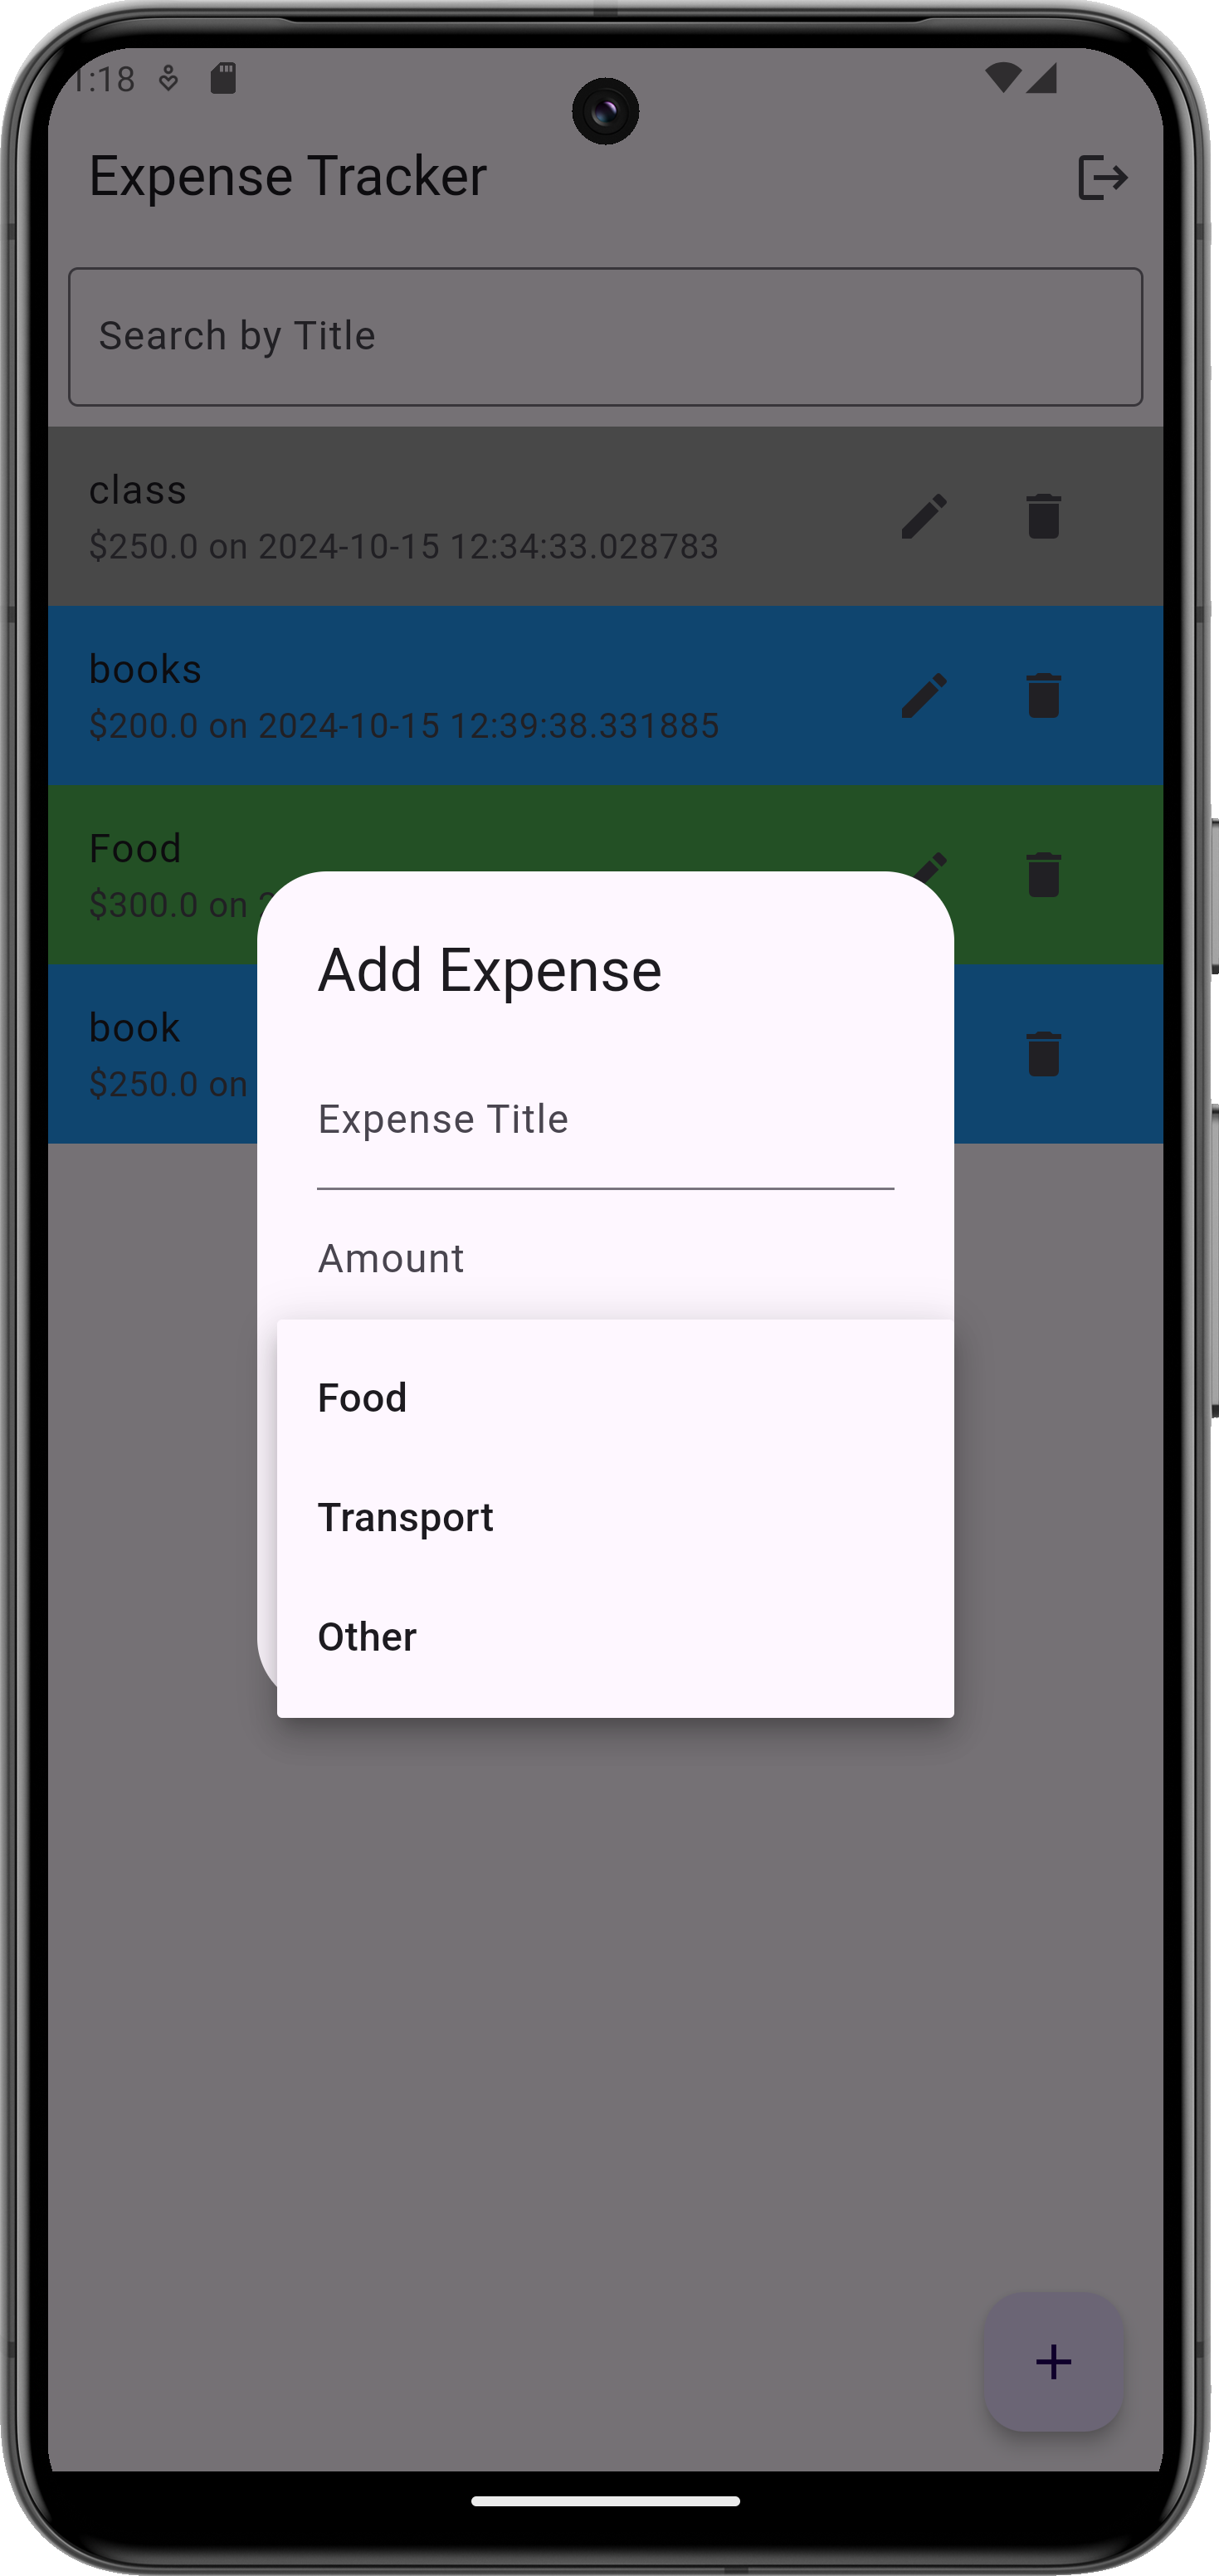 1:18
Expense Tracker
Search by Title
class
$250.0 on 2024-10-15 12:34:33.028783
books
$200.0 on 2024-10-15 12:39:38.331885
Food
$300.0 on
book
$250.0 on
Add Expense
Expense Title
Amount
Food
Transport
Other